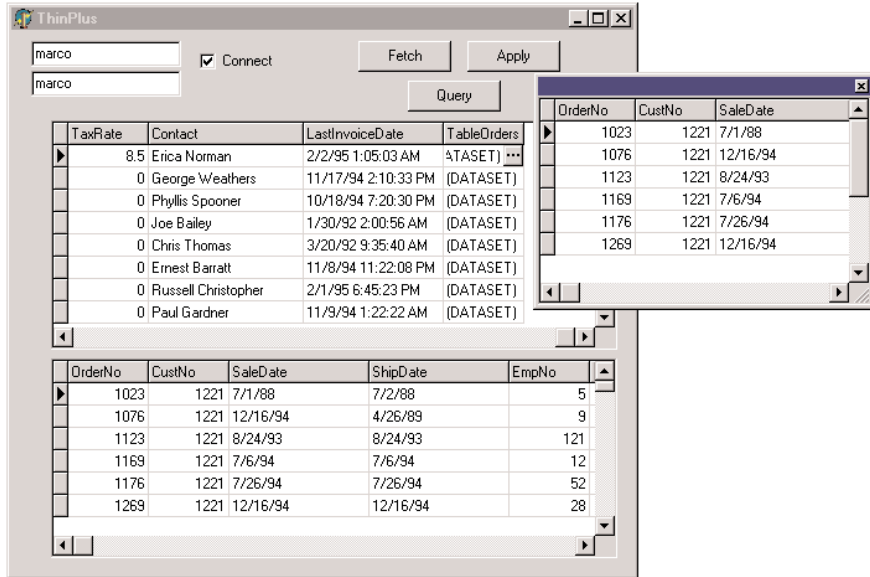 ThinPlus
marco
Connect
Fetch
Apply
marco
Query
TaxRate Contact LastInvoiceDate TableOrders
8.5 Erica Norman 2/2/95 1:05:03 AM ATASET) ...
0 George Weathers 11/17/94 2:10:33 PM (DATASET)
0 Phyllis Spooner 10/18/94 7:20:30 PM (DATASET)
0 Joe Bailey 1/30/92 2:00:56 AM (DATASET)
0 Chris Thomas 3/20/92 9:35:40 AM (DATASET)
0 Ernest Barratt 11/8/94 11:22:08 PM (DATASET)
0 Russell Christopher 2/1/95 6:45:23 PM (DATASET)
0 Paul Gardner 11/9/94 1:22:22 AM (DATASET)
OrderNo CustNo SaleDate
1023 1221 7/1/88
1076 1221 12/16/94
1123 1221 8/24/93
1169 1221 7/6/94
1176 1221 7/26/94
1269 1221 12/16/94
OrderNo CustNo SaleDate ShipDate EmpNo
1023 1221 7/1/88 7/2/88 5
1076 1221 12/16/94 4/26/89 9
1123 1221 8/24/93 8/24/93 121
1169 1221 7/6/94 7/6/94 12
1176 1221 7/26/94 7/26/94 52
1269 1221 12/16/94 12/16/94 28